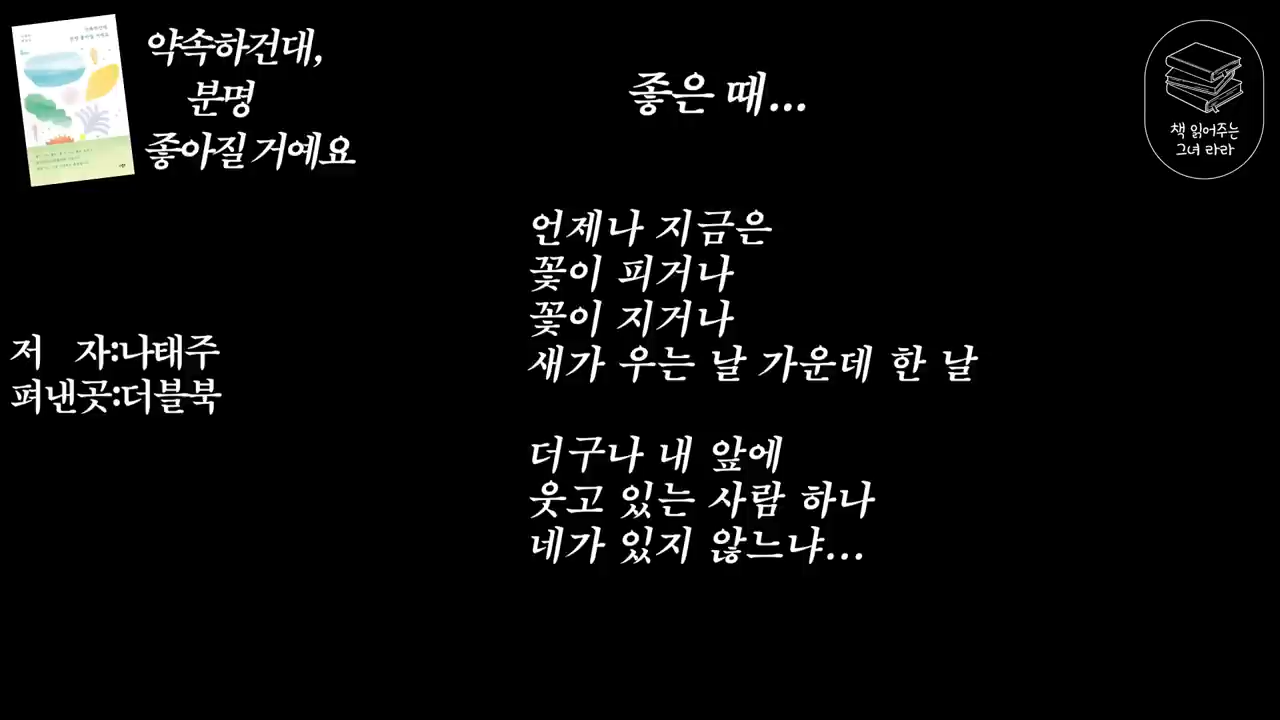 약속하건대,
분명
좋아질 거예요
좋은 때...
책 읽어주는
그녀 라라
언제나 지금은
꽃이 피거나
꽃이 지거나
새가 우는 날 가운데 한 날
더구나 내 앞에
웃고 있는 사람 하나
네가 있지 않느냐...
저 자:나태주
펴낸곳:더블북